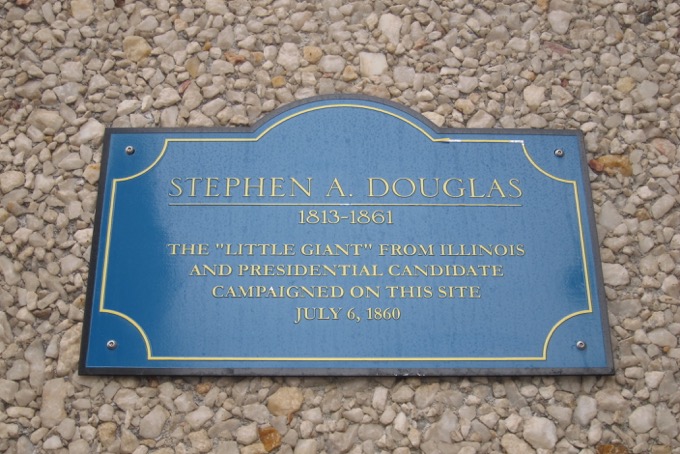 STEPHEN A. DOUGLAS
1813-1861
THE "LITTLE GIANT" FROM ILLINOIS
AND PRESIDENTIAL CANDIDATE
CAMPAIGNED ON THIS SITE
JULY 6, 1860